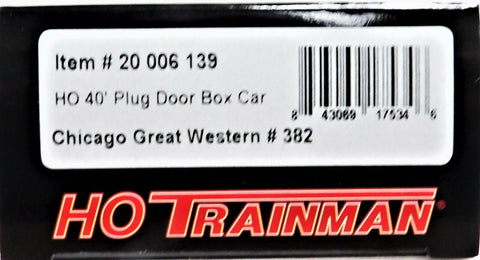 Item # 20 006 139
HO 40' Plug Door Box Car
8 43069 17534 6
Chicago Great Western # 382
HO TRAINMAN®